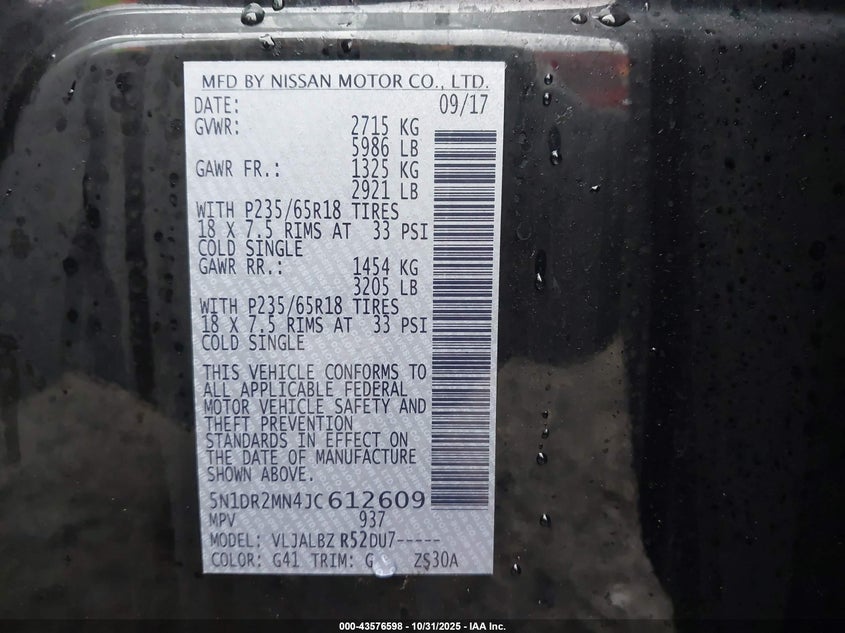 MFD BY NISSAN MOTOR CO., LTD.
DATE: 09/17
GVWR: 2715 KG
5986 LB
GAWR FR.: 1325 KG
2921 LB
WITH P235/65R18 TIRES
18 X 7.5 RIMS AT 33 PSI
COLD SINGLE
GAWR RR.: 1454 KG
3205 LB
WITH P235/65R18 TIRES
18 X 7.5 RIMS AT 33 PSI
COLD SINGLE
THIS VEHICLE CONFORMS TO
ALL APPLICABLE FEDERAL
MOTOR VEHICLE SAFETY AND
THEFT PREVENTION
STANDARDS IN EFFECT ON
THE DATE OF MANUFACTURE
SHOWN ABOVE.
5N1DR2MN4JC612609
MPV 937
MODEL: VLJALBZ R52DU7-----
COLOR: G41 TRIM: G ZS30A
000-43576598 - 10/31/2025 - IAA Inc.